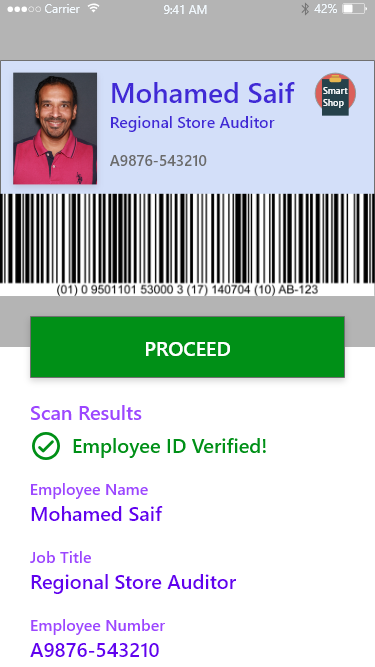 Carrier 9:41 AM 42%
Mohamed Saif
Smart
Shop
Regional Store Auditor
A9876-543210
(01) 0 9501101 53000 3 (17) 140704 (10) AB-123
PROCEED
Scan Results
Employee ID Verified!
Employee Name
Mohamed Saif
Job Title
Regional Store Auditor
Employee Number
A9876-543210